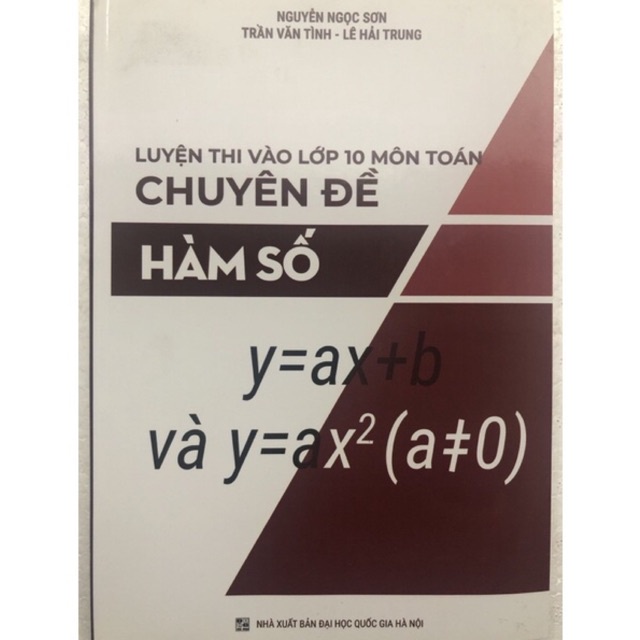 NGUYỄN NGỌC SƠN
TRẦN VĂN TÌNH - LÊ HẢI TRUNG
LUYỆN THI VÀO LỚP 10 MÔN TOÁN
CHUYÊN ĐỀ
HÀM SỐ
y=ax+b
và y=ax² (a≠0)
NHÀ XUẤT BẢN ĐẠI HỌC QUỐC GIA HÀ NỘI